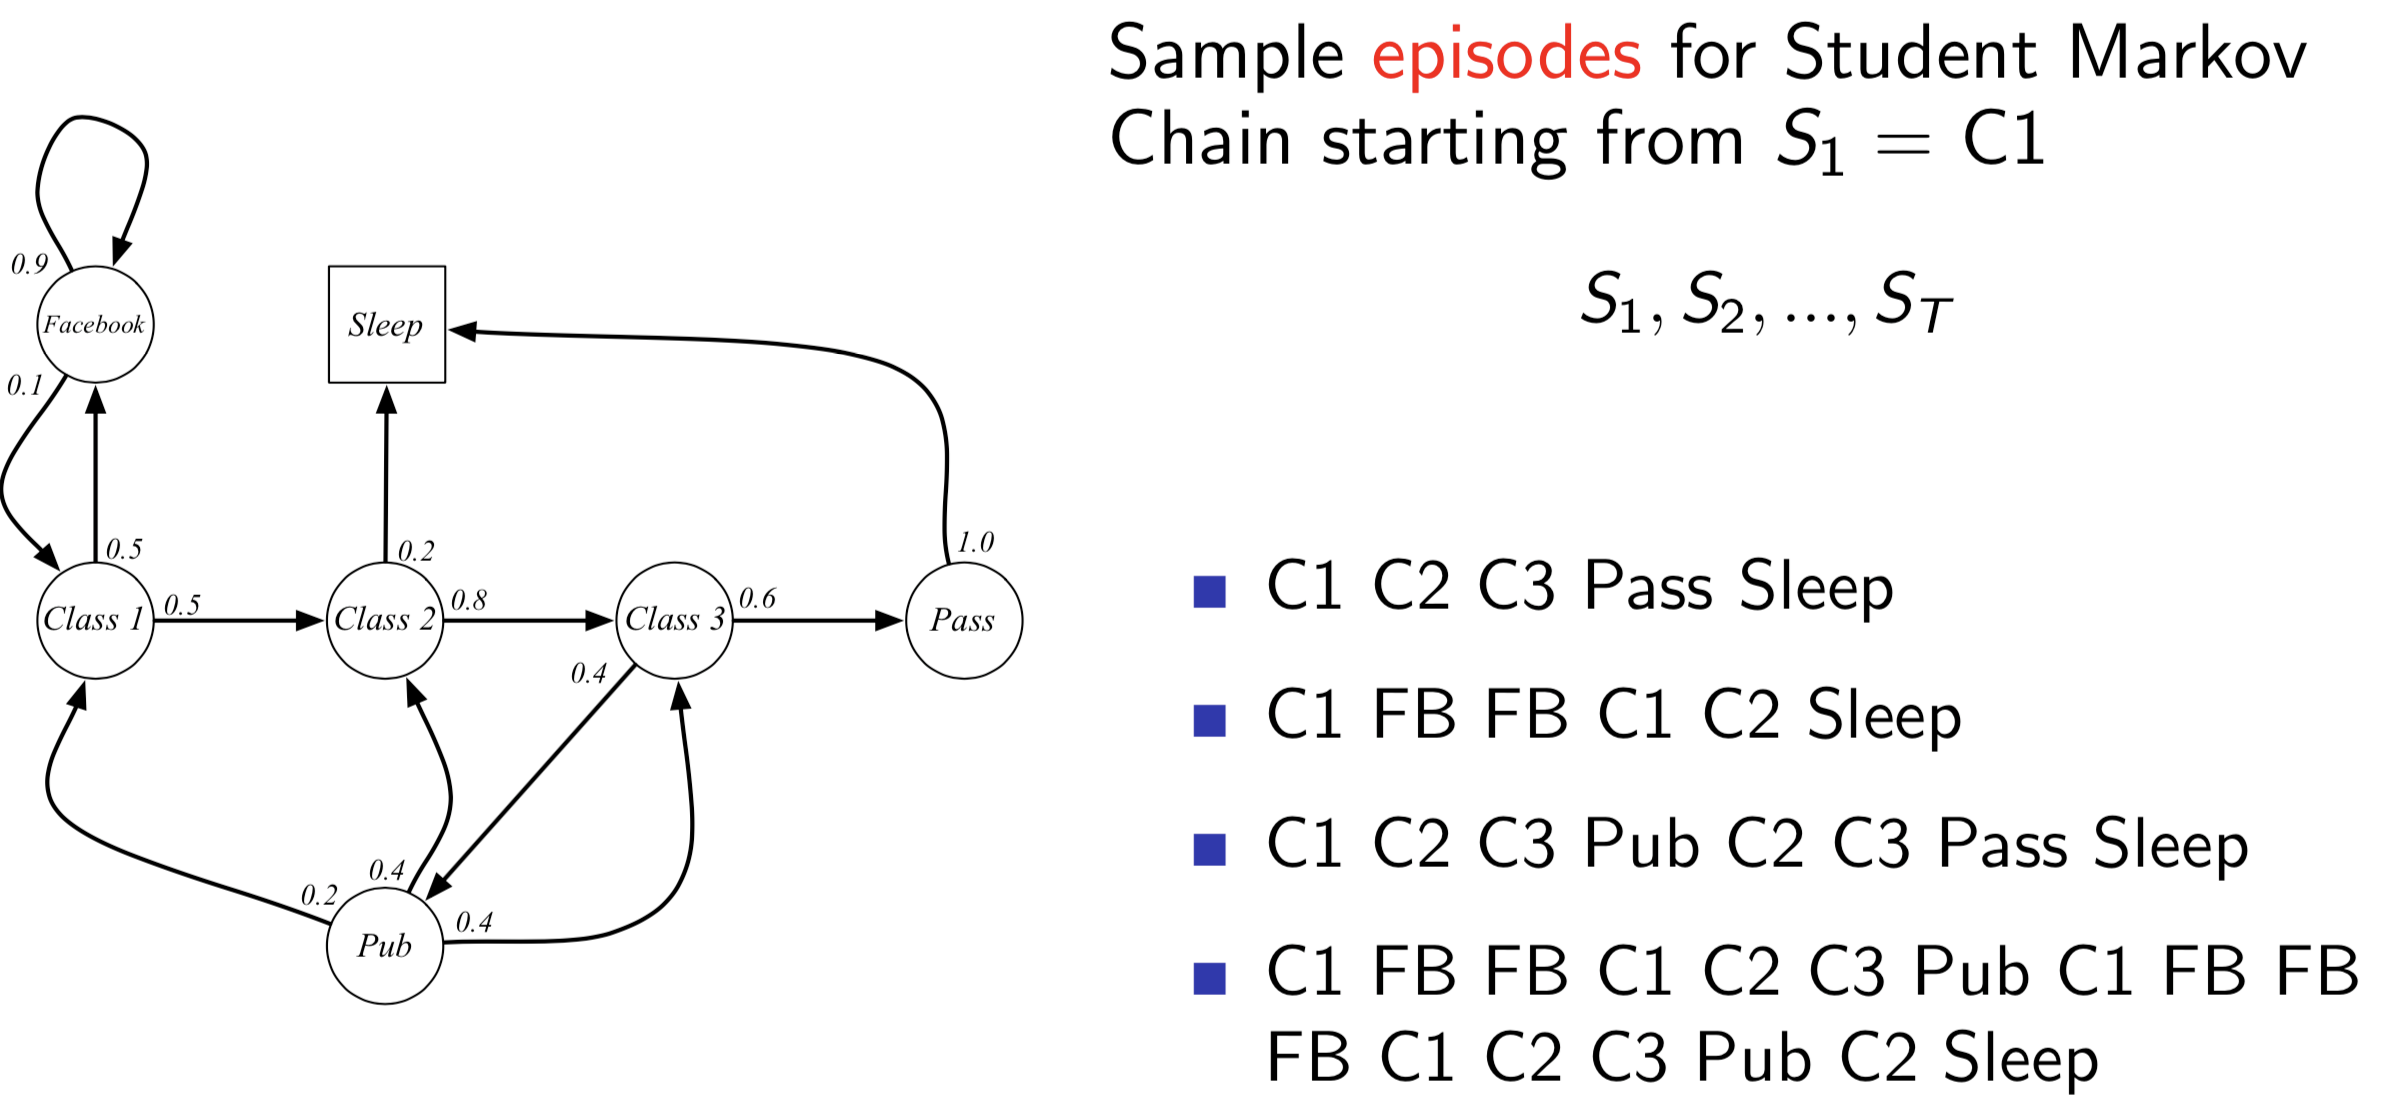 Sample episodes for Student Markov
Chain starting from S₁ = C1
S₁, S₂, ..., S_T
0.9
Facebook
Sleep
0.1
0.5
0.2
1.0
Class 1
0.5
Class 2
0.8
Class 3
0.6
Pass
0.4
0.4
0.2
0.4
Pub
C1 C2 C3 Pass Sleep
C1 FB FB C1 C2 Sleep
C1 C2 C3 Pub C2 C3 Pass Sleep
C1 FB FB C1 C2 C3 Pub C1 FB FB
FB C1 C2 C3 Pub C2 Sleep